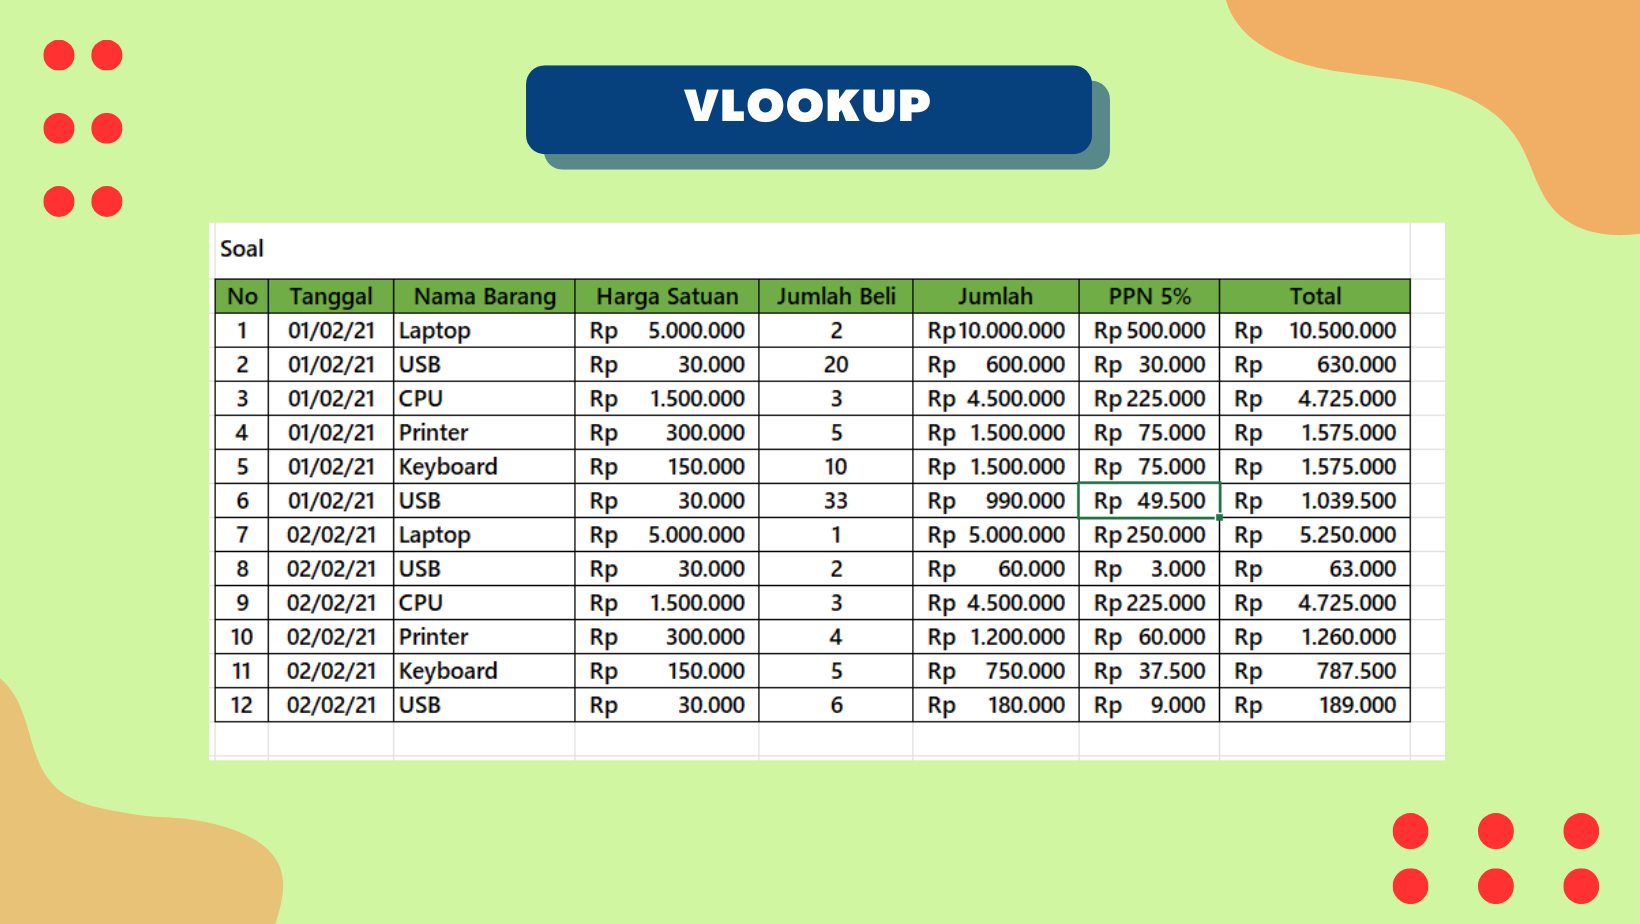 VLOOKUP
Soal
No Tanggal Nama Barang Harga Satuan Jumlah Beli Jumlah PPN 5% Total
1 01/02/21 Laptop Rp 5.000.000 2 Rp 10.000.000 Rp 500.000 Rp 10.500.000
2 01/02/21 USB Rp 30.000 20 Rp 600.000 Rp 30.000 Rp 630.000
3 01/02/21 CPU Rp 1.500.000 3 Rp 4.500.000 Rp 225.000 Rp 4.725.000
4 01/02/21 Printer Rp 300.000 5 Rp 1.500.000 Rp 75.000 Rp 1.575.000
5 01/02/21 Keyboard Rp 150.000 10 Rp 1.500.000 Rp 75.000 Rp 1.575.000
6 01/02/21 USB Rp 30.000 33 Rp 990.000 Rp 49.500 Rp 1.039.500
7 02/02/21 Laptop Rp 5.000.000 1 Rp 5.000.000 Rp 250.000 Rp 5.250.000
8 02/02/21 USB Rp 30.000 2 Rp 60.000 Rp 3.000 Rp 63.000
9 02/02/21 CPU Rp 1.500.000 3 Rp 4.500.000 Rp 225.000 Rp 4.725.000
10 02/02/21 Printer Rp 300.000 4 Rp 1.200.000 Rp 60.000 Rp 1.260.000
11 02/02/21 Keyboard Rp 150.000 5 Rp 750.000 Rp 37.500 Rp 787.500
12 02/02/21 USB Rp 30.000 6 Rp 180.000 Rp 9.000 Rp 189.000